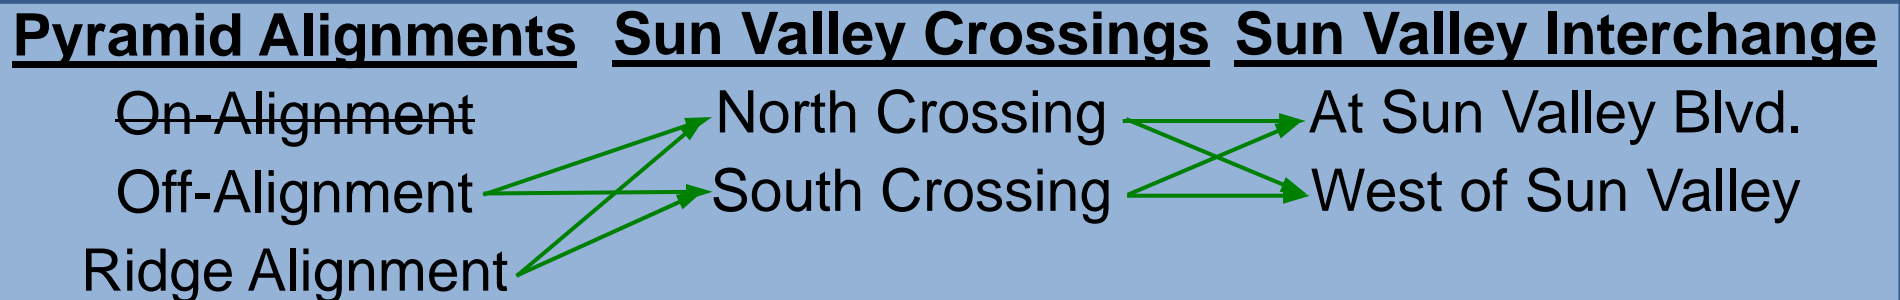 Pyramid Alignments Sun Valley Crossings Sun Valley Interchange
On-Alignment North Crossing At Sun Valley Blvd.
Off-Alignment South Crossing West of Sun Valley
Ridge Alignment